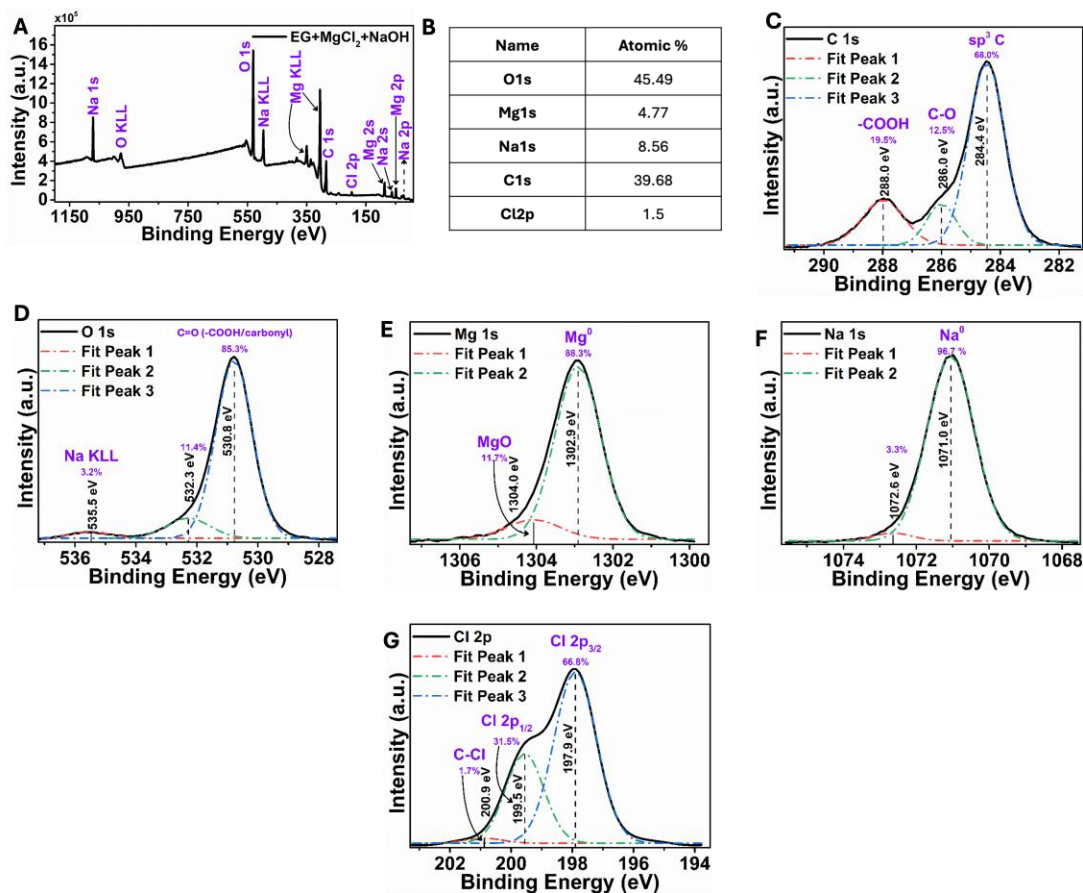 A
×10⁵
EG+MgCl₂+NaOH
16
14
12
10
8
6
4
2
0
Intensity (a.u.)
Na 1s
O KLL
O 1s
Na KLL
Mg KLL
C 1s
Cl 2p
Mg 2s
Na 2s
Mg 2p
Na 2p
1150 950 750 550 350 150
Binding Energy (eV)
B
Name Atomic %
O1s 45.49
Mg1s 4.77
Na1s 8.56
C1s 39.68
Cl2p 1.5
C
C 1s
Fit Peak 1
Fit Peak 2
Fit Peak 3
sp³ C
68.0%
-COOH
19.5%
C-O
12.5%
288.0 eV
286.0 eV
284.4 eV
Intensity (a.u.)
290 288 286 284 282
Binding Energy (eV)
D
O 1s
Fit Peak 1
Fit Peak 2
Fit Peak 3
C=O (-COOH/carbonyl)
85.3%
Na KLL
3.2%
11.4%
535.5 eV
532.3 eV
530.8 eV
Intensity (a.u.)
536 534 532 530 528
Binding Energy (eV)
E
Mg 1s
Fit Peak 1
Fit Peak 2
Mg⁰
88.3%
MgO
11.7%
1304.0 eV
1302.9 eV
Intensity (a.u.)
1306 1304 1302 1300
Binding Energy (eV)
F
Na 1s
Fit Peak 1
Fit Peak 2
Na⁰
96.7 %
3.3%
1072.6 eV
1071.0 eV
Intensity (a.u.)
1074 1072 1070 1068
Binding Energy (eV)
G
Cl 2p
Fit Peak 1
Fit Peak 2
Fit Peak 3
Cl 2p₃/₂
66.8%
Cl 2p₁/₂
31.5%
C-Cl
1.7%
200.9 eV
199.5 eV
197.9 eV
Intensity (a.u.)
202 200 198 196 194
Binding Energy (eV)